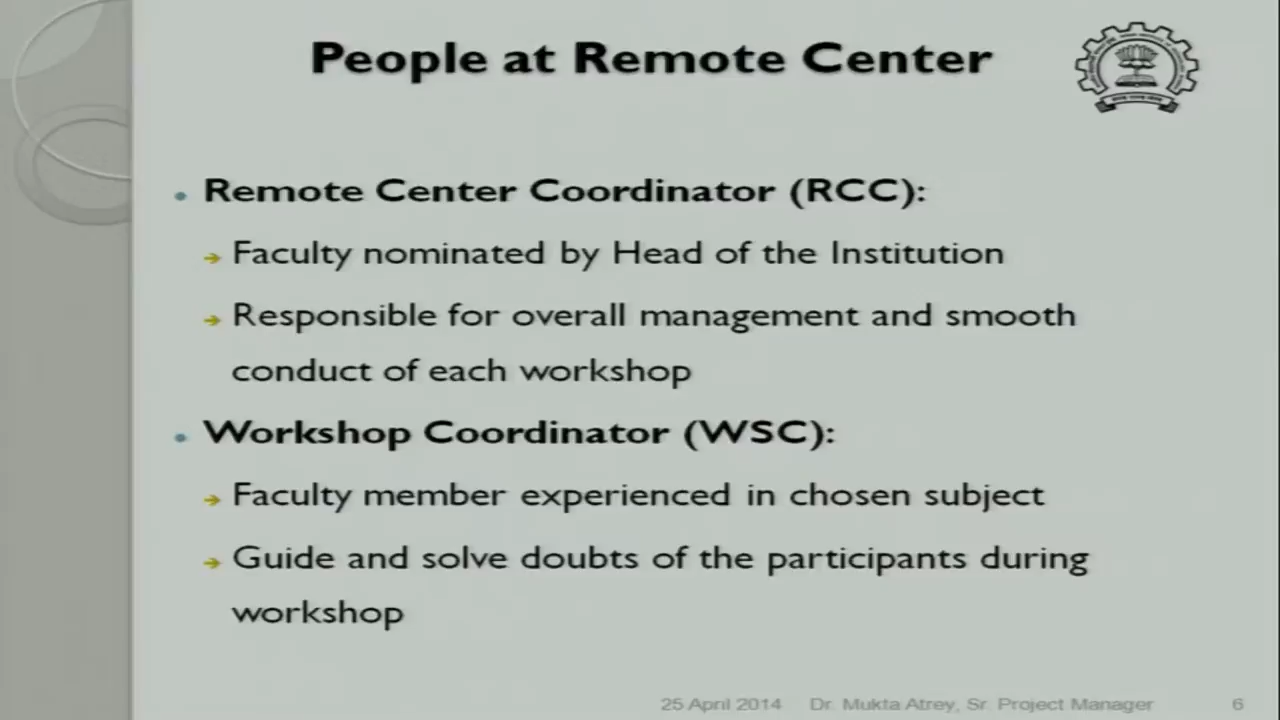 People at Remote Center
Remote Center Coordinator (RCC):
Faculty nominated by Head of the Institution
Responsible for overall management and smooth
conduct of each workshop
Workshop Coordinator (WSC):
Faculty member experienced in chosen subject
Guide and solve doubts of the participants during
workshop
25 April 2014 Dr. Mukta Atrey, Sr. Project Manager 6